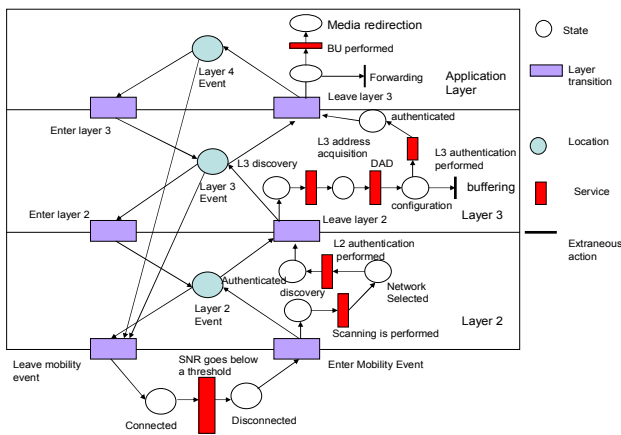 Media redirection
BU performed
Layer 4
Event
Forwarding
Application
Layer
Enter layer 3
Leave layer 3
authenticated
L3 address
acquisition
L3 discovery
DAD
L3 authentication
performed
Layer 3
Event
configuration
buffering
Enter layer 2
Leave layer 2
Layer 3
L2 authentication
performed
Authenticated
discovery
Network
Selected
Layer 2
Event
Scanning is performed
Layer 2
Leave mobility
event
SNR goes below
a threshold
Enter Mobility Event
Connected
Disconnected
State
Layer
transition
Location
Service
Extraneous
action